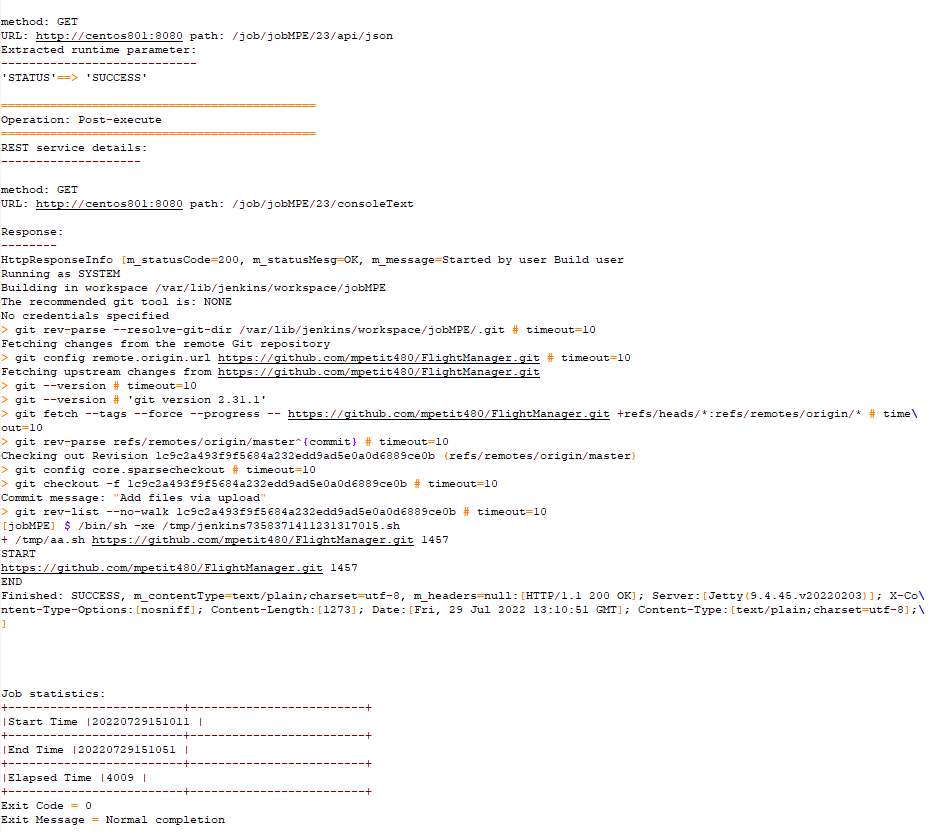 method: GET
URL: http://centos801:8080 path: /job/jobMPE/23/api/json
Extracted runtime parameter:
----------------------------
'STATUS'==> 'SUCCESS'
=============================================
Operation: Post-execute
=============================================
REST service details:
--------------------
method: GET
URL: http://centos801:8080 path: /job/jobMPE/23/consoleText
Response:
--------
HttpResponseInfo [m_statusCode=200, m_statusMesg=OK, m_message=Started by user Build user
Running as SYSTEM
Building in workspace /var/lib/jenkins/workspace/jobMPE
The recommended git tool is: NONE
No credentials specified
> git rev-parse --resolve-git-dir /var/lib/jenkins/workspace/jobMPE/.git # timeout=10
Fetching changes from the remote Git repository
> git config remote.origin.url https://github.com/mpetit480/FlightManager.git # timeout=10
Fetching upstream changes from https://github.com/mpetit480/FlightManager.git
> git --version # timeout=10
> git --version # 'git version 2.31.1'
> git fetch --tags --force --progress -- https://github.com/mpetit480/FlightManager.git +refs/heads/*:refs/remotes/origin/* # time\
out=10
> git rev-parse refs/remotes/origin/master^{commit} # timeout=10
Checking out Revision 1c9c2a493f9f5684a232edd9ad5e0a0d6889ce0b (refs/remotes/origin/master)
> git config core.sparsecheckout # timeout=10
> git checkout -f 1c9c2a493f9f5684a232edd9ad5e0a0d6889ce0b # timeout=10
Commit message: "Add files via upload"
> git rev-list --no-walk 1c9c2a493f9f5684a232edd9ad5e0a0d6889ce0b # timeout=10
[jobMPE] $ /bin/sh -xe /tmp/jenkins7358371411231317015.sh
+ /tmp/aa.sh https://github.com/mpetit480/FlightManager.git 1457
START
https://github.com/mpetit480/FlightManager.git 1457
END
Finished: SUCCESS, m_contentType=text/plain;charset=utf-8, m_headers=null:[HTTP/1.1 200 OK]; Server:[Jetty(9.4.45.v20220203)]; X-Co\
ntent-Type-Options:[nosniff]; Content-Length:[1273]; Date:[Fri, 29 Jul 2022 13:10:51 GMT]; Content-Type:[text/plain;charset=utf-8];\
]
Job statistics:
+-------------------------+-------------------------+
|Start Time |20220729151011 |
+-------------------------+-------------------------+
|End Time |20220729151051 |
+-------------------------+-------------------------+
|Elapsed Time |4009 |
+-------------------------+-------------------------+
Exit Code = 0
Exit Message = Normal completion